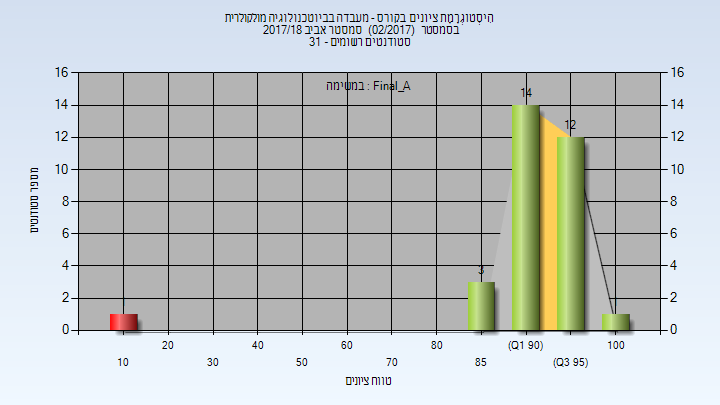 הִיסְטוֹגְרַמַת ציונים בקורס - מעבדה בביוטכנולוגיה מולקולרית
בסמסטר (02/2017) סמסטר אביב 2017/18
סטודנטים רשומים - 31
במשימה : Final_A
מספר סטודנטים
16 16
14 14
12 12
10 10
8 8
6 6
4 4
2 2
0 0
14
12
3
20 40 60 80 (Q1 90) 100
10 30 50 70 85 (Q3 95)
טווח ציונים